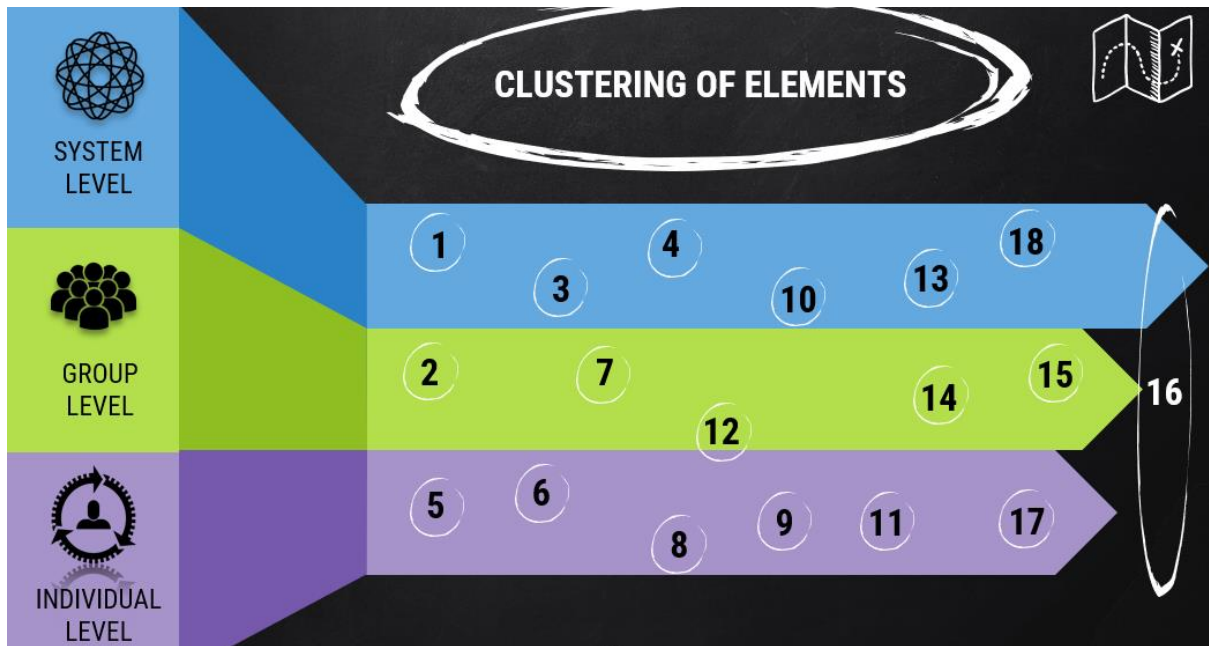 CLUSTERING OF ELEMENTS
SYSTEM
LEVEL
1
3
4
10
13
18
GROUP
LEVEL
2
7
12
14
15
16
INDIVIDUAL
LEVEL
5
6
8
9
11
17